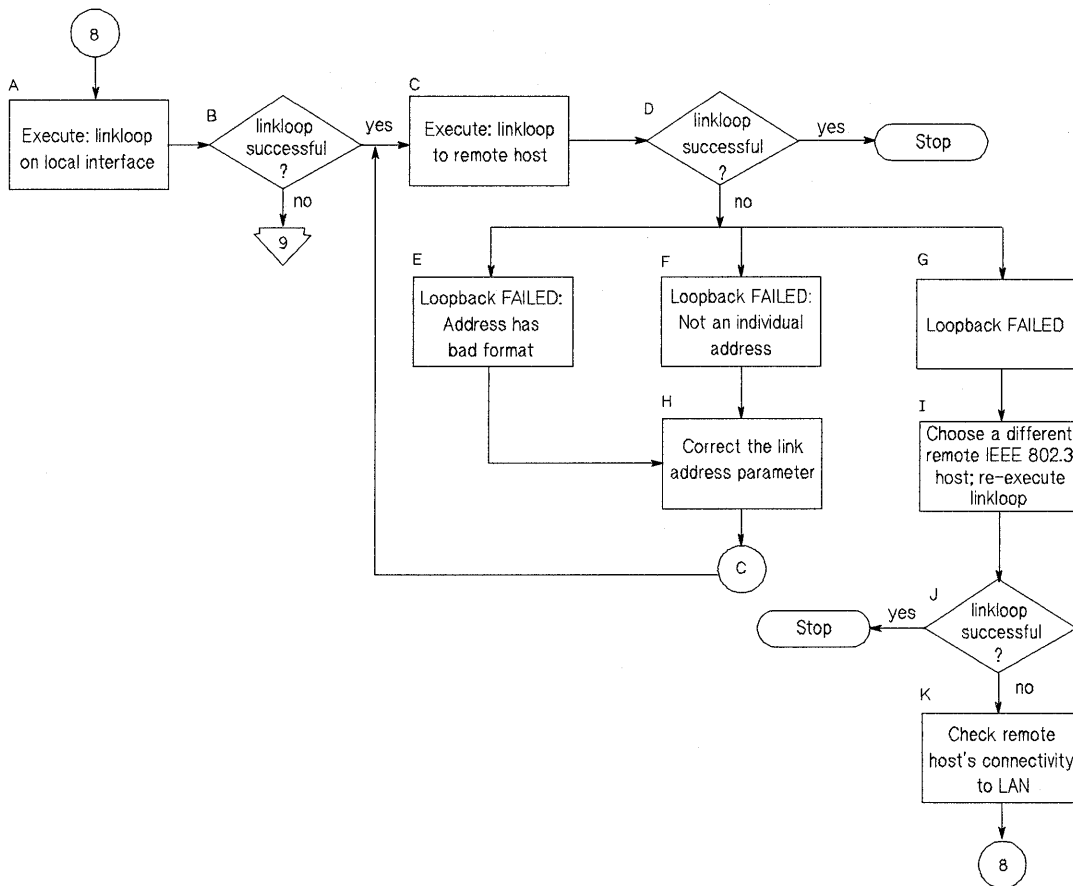 8
A
Execute: linkloop
on local interface
B
linkloop
successful
?
yes
no
9
C
Execute: linkloop
to remote host
D
linkloop
successful
?
yes
Stop
no
E
Loopback FAILED:
Address has
bad format
F
Loopback FAILED:
Not an individual
address
G
Loopback FAILED
H
Correct the link
address parameter
C
I
Choose a different
remote IEEE 802.3
host; re-execute
linkloop
J
linkloop
successful
?
yes
Stop
no
K
Check remote
host's connectivity
to LAN
8